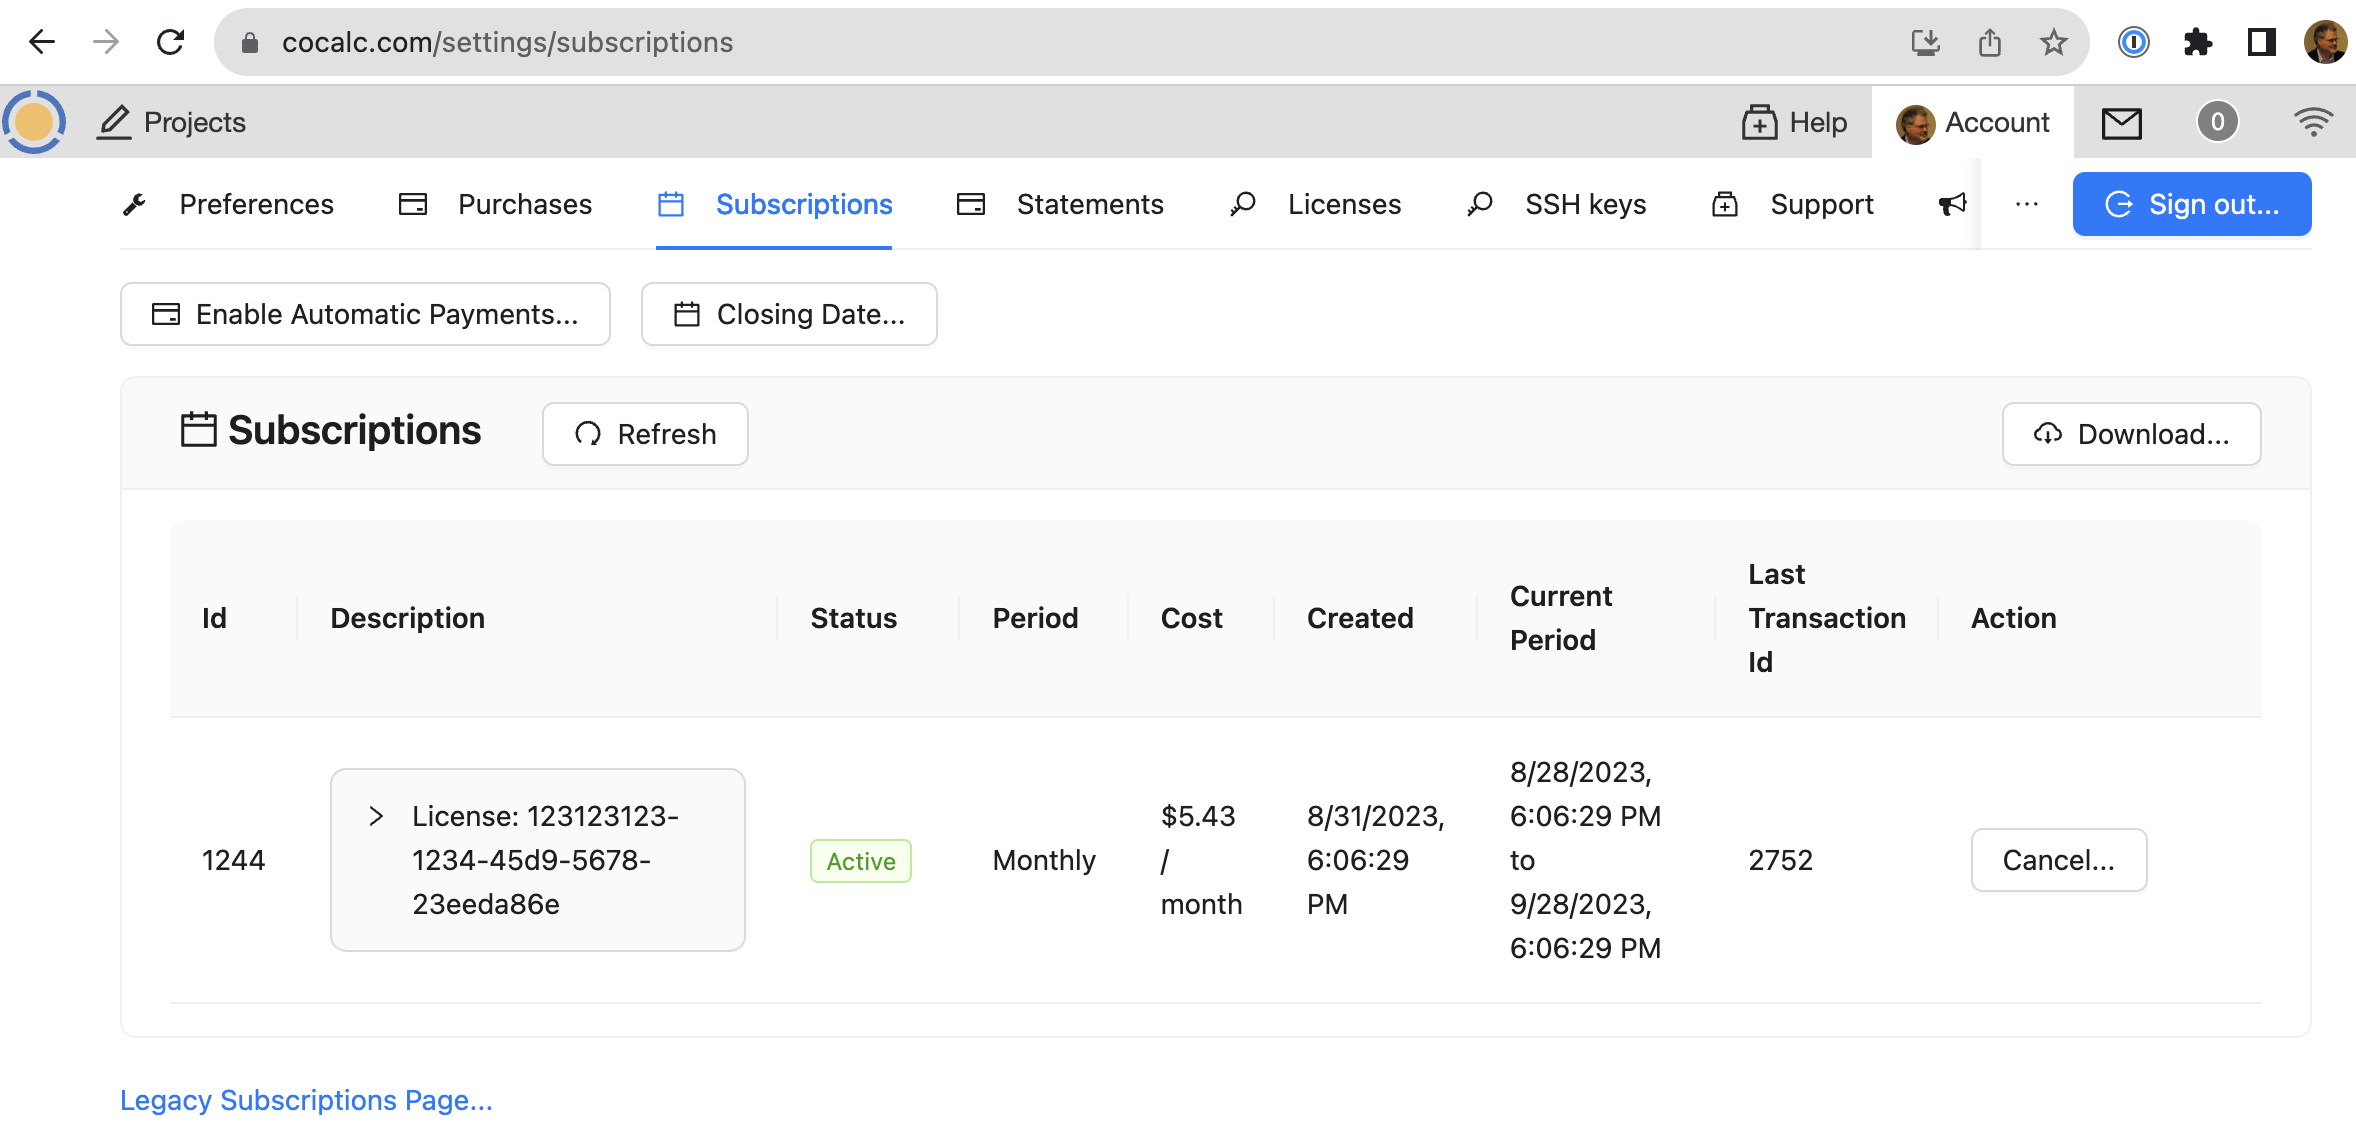 cocalc.com/settings/subscriptions
Projects
Help
Account
0
Preferences
Purchases
Subscriptions
Statements
Licenses
SSH keys
Support
...
Sign out...
Enable Automatic Payments...
Closing Date...
Subscriptions
Refresh
Download...
Id
Description
Status
Period
Cost
Created
Current
Period
Last
Transaction
Id
Action
1244
License: 123123123-
1234-45d9-5678-
23eeda86e
Active
Monthly
$5.43
/
month
8/31/2023,
6:06:29
PM
8/28/2023,
6:06:29 PM
to
9/28/2023,
6:06:29 PM
2752
Cancel...
Legacy Subscriptions Page...